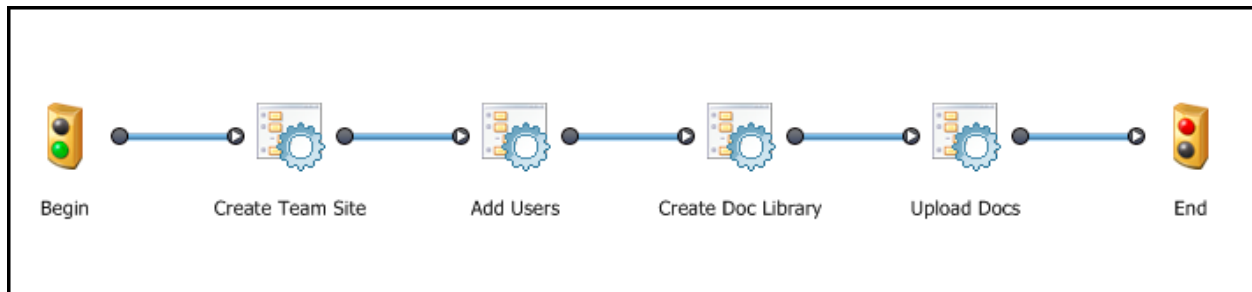 Begin
Create Team Site
Add Users
Create Doc Library
Upload Docs
End